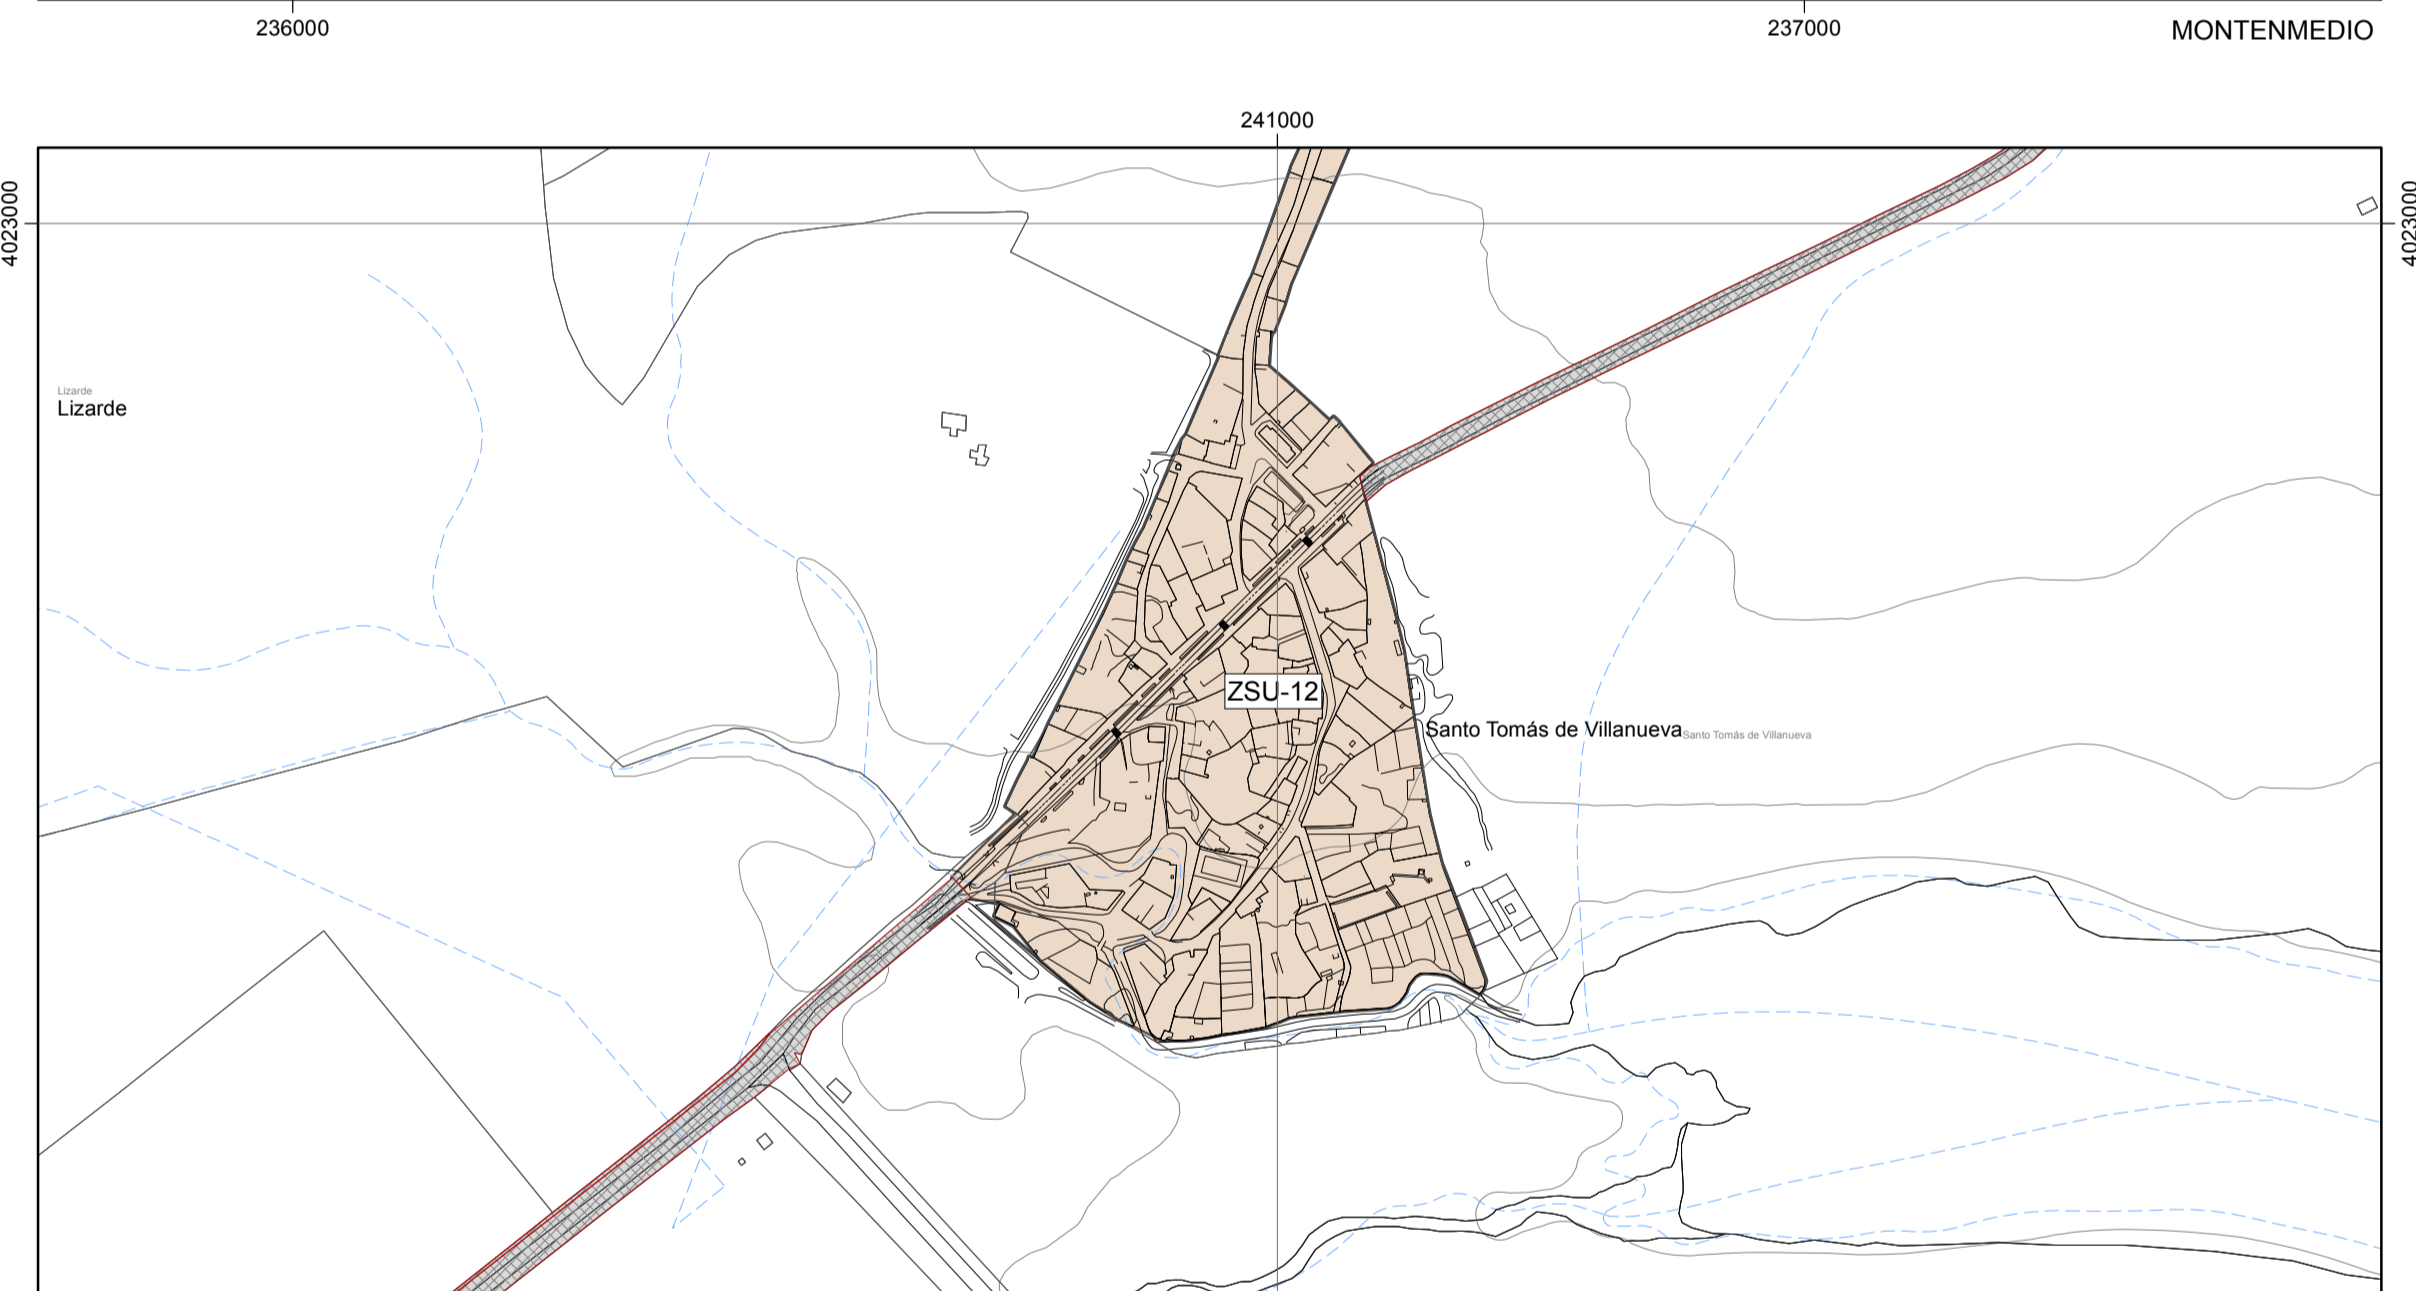 236000
237000
MONTENMEDIO
241000
4023000
4023000
Lizarde
Lizarde
ZSU-12
Santo Tomás de Villanueva
Santo Tomás de Villanueva